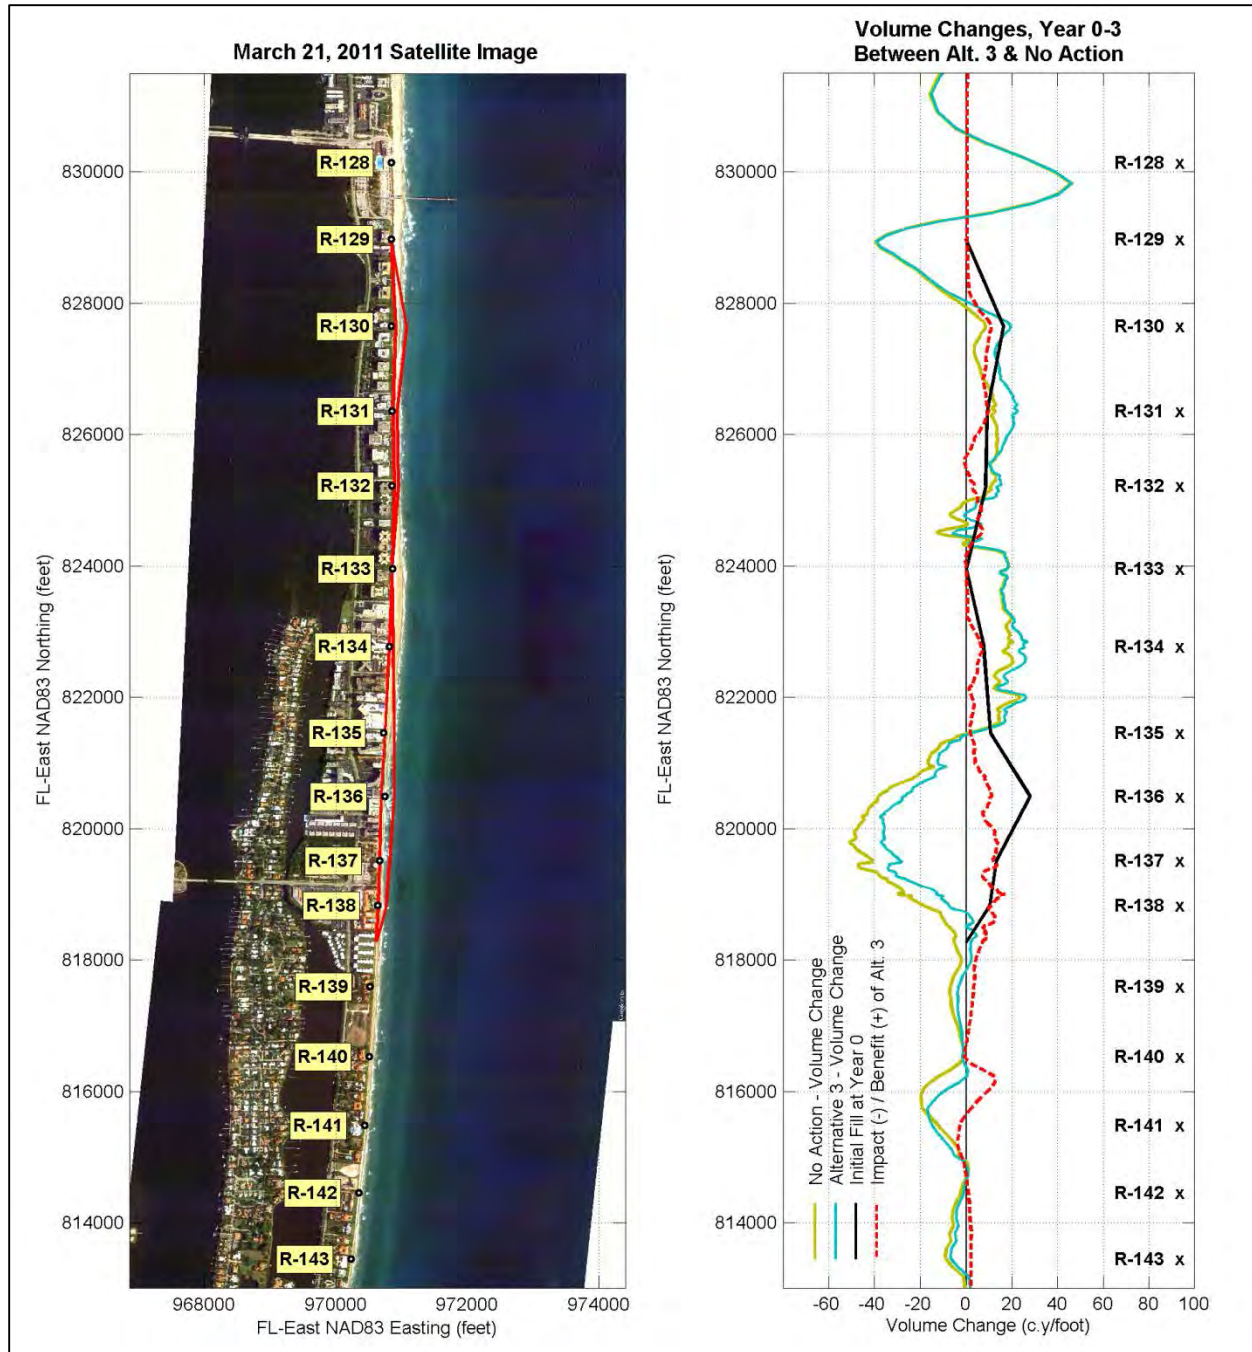 March 21, 2011 Satellite Image
830000
828000
826000
824000
822000
820000
818000
816000
814000
FL-East NAD83 Northing (feet)
R-128
R-129
R-130
R-131
R-132
R-133
R-134
R-135
R-136
R-137
R-138
R-139
R-140
R-141
R-142
R-143
968000 970000 972000 974000
FL-East NAD83 Easting (feet)
Volume Changes, Year 0-3
Between Alt. 3 & No Action
830000
828000
826000
824000
822000
820000
818000
816000
814000
FL-East NAD83 Northing (feet)
R-128 x
R-129 x
R-130 x
R-131 x
R-132 x
R-133 x
R-134 x
R-135 x
R-136 x
R-137 x
R-138 x
R-139 x
R-140 x
R-141 x
R-142 x
R-143 x
No Action - Volume Change
Alternative 3 - Volume Change
Initial Fill at Year 0
Impact (-) / Benefit (+) of Alt. 3
-60 -40 -20 0 20 40 60 80 100
Volume Change (c.y/foot)